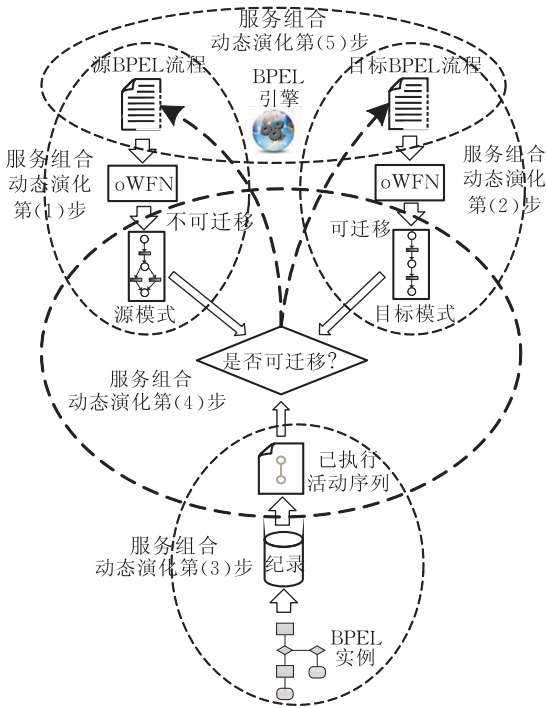 服务组合
动态演化第(5)步
源BPEL流程
目标BPEL流程
BPEL
引擎
服务组合
动态演化
第(1)步
oWFN
oWFN
服务组合
动态演化
第(2)步
不可迁移
可迁移
源模式
目标模式
是否可迁移?
服务组合
动态演化第(4)步
已执行
活动序列
服务组合
动态演化第(3)步
纪录
BPEL
实例